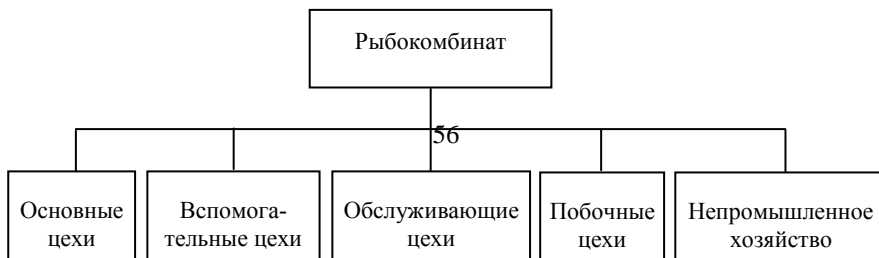 Рыбокомбинат
56
Основные
цехи
Вспомога-
тельные цехи
Обслуживающие
цехи
Побочные
цехи
Непромышленное
хозяйство